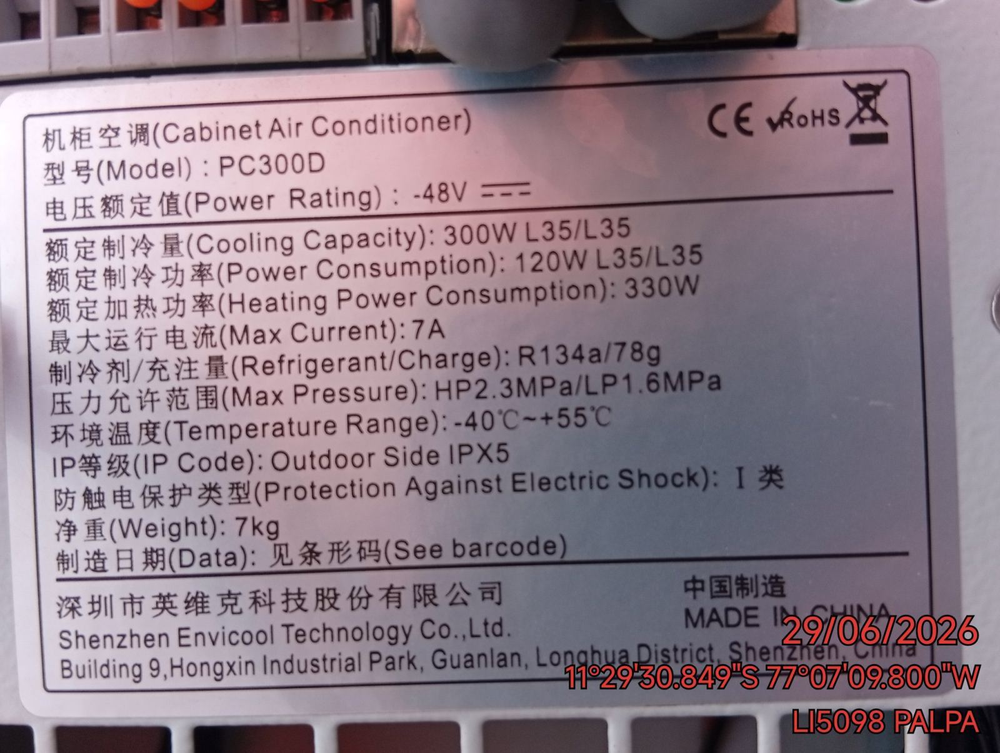 机柜空调(Cabinet Air Conditioner)
CE RoHS
型号(Model) : PC300D
电压额定值(Power Rating) : -48V
额定制冷量(Cooling Capacity): 300W L35/L35
额定制冷功率(Power Consumption): 120W L35/L35
额定加热功率(Heating Power Consumption): 330W
最大运行电流(Max Current): 7A
制冷剂/充注量(Refrigerant/Charge): R134a/78g
压力允许范围(Max Pressure): HP2.3MPa/LP1.6MPa
环境温度(Temperature Range): -40℃~+55℃
IP等级(IP Code): Outdoor Side IPX5
防触电保护类型(Protection Against Electric Shock): I 类
净重(Weight): 7kg
制造日期(Data): 见条形码(See barcode)
深圳市英维克科技股份有限公司
中国制造
Shenzhen Envicool Technology Co.,Ltd.
MADE IN CHINA
Building 9,Hongxin Industrial Park, Guanlan, Longhua District, Shenzhen, China
29/06/2026
11°29'30.849"S 77°07'09.800"W
LI5098 PALPA